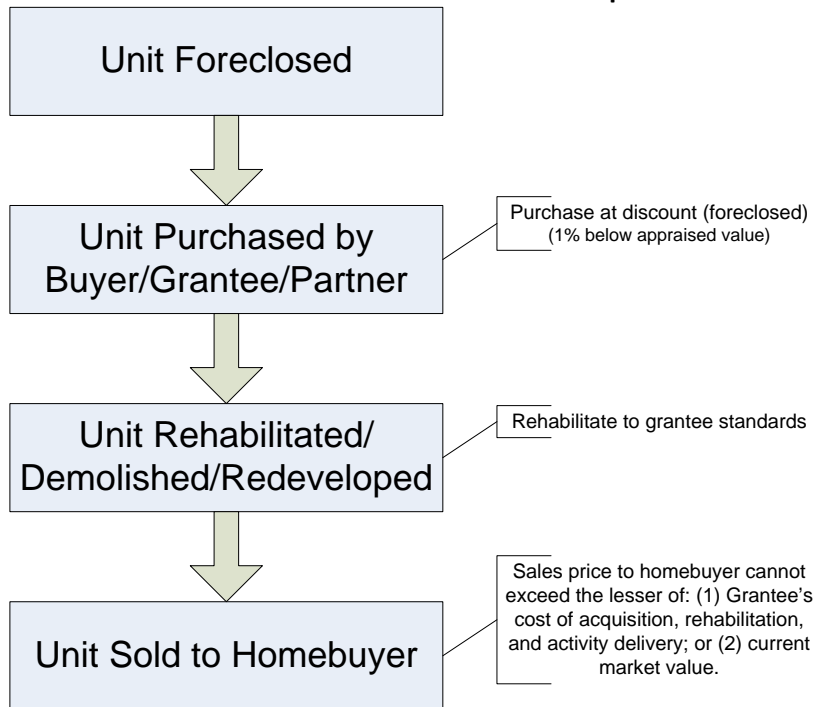 Unit Foreclosed
Unit Purchased by
Buyer/Grantee/Partner
Purchase at discount (foreclosed)
(1% below appraised value)
Unit Rehabilitated/
Demolished/Redeveloped
Rehabilitate to grantee standards
Unit Sold to Homebuyer
Sales price to homebuyer cannot
exceed the lesser of: (1) Grantee's
cost of acquisition, rehabilitation,
and activity delivery; or (2) current
market value.